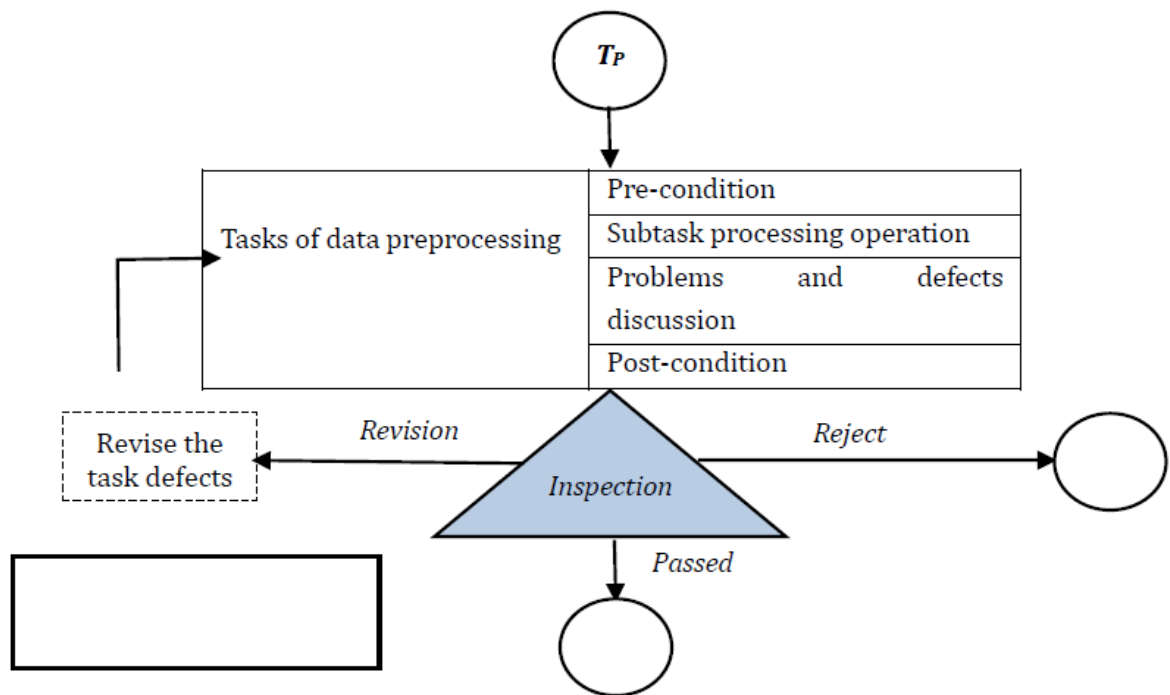 TP
Tasks of data preprocessing
Pre-condition
Subtask processing operation
Problems and defects
discussion
Post-condition
Revision
Reject
Revise the
task defects
Inspection
Passed